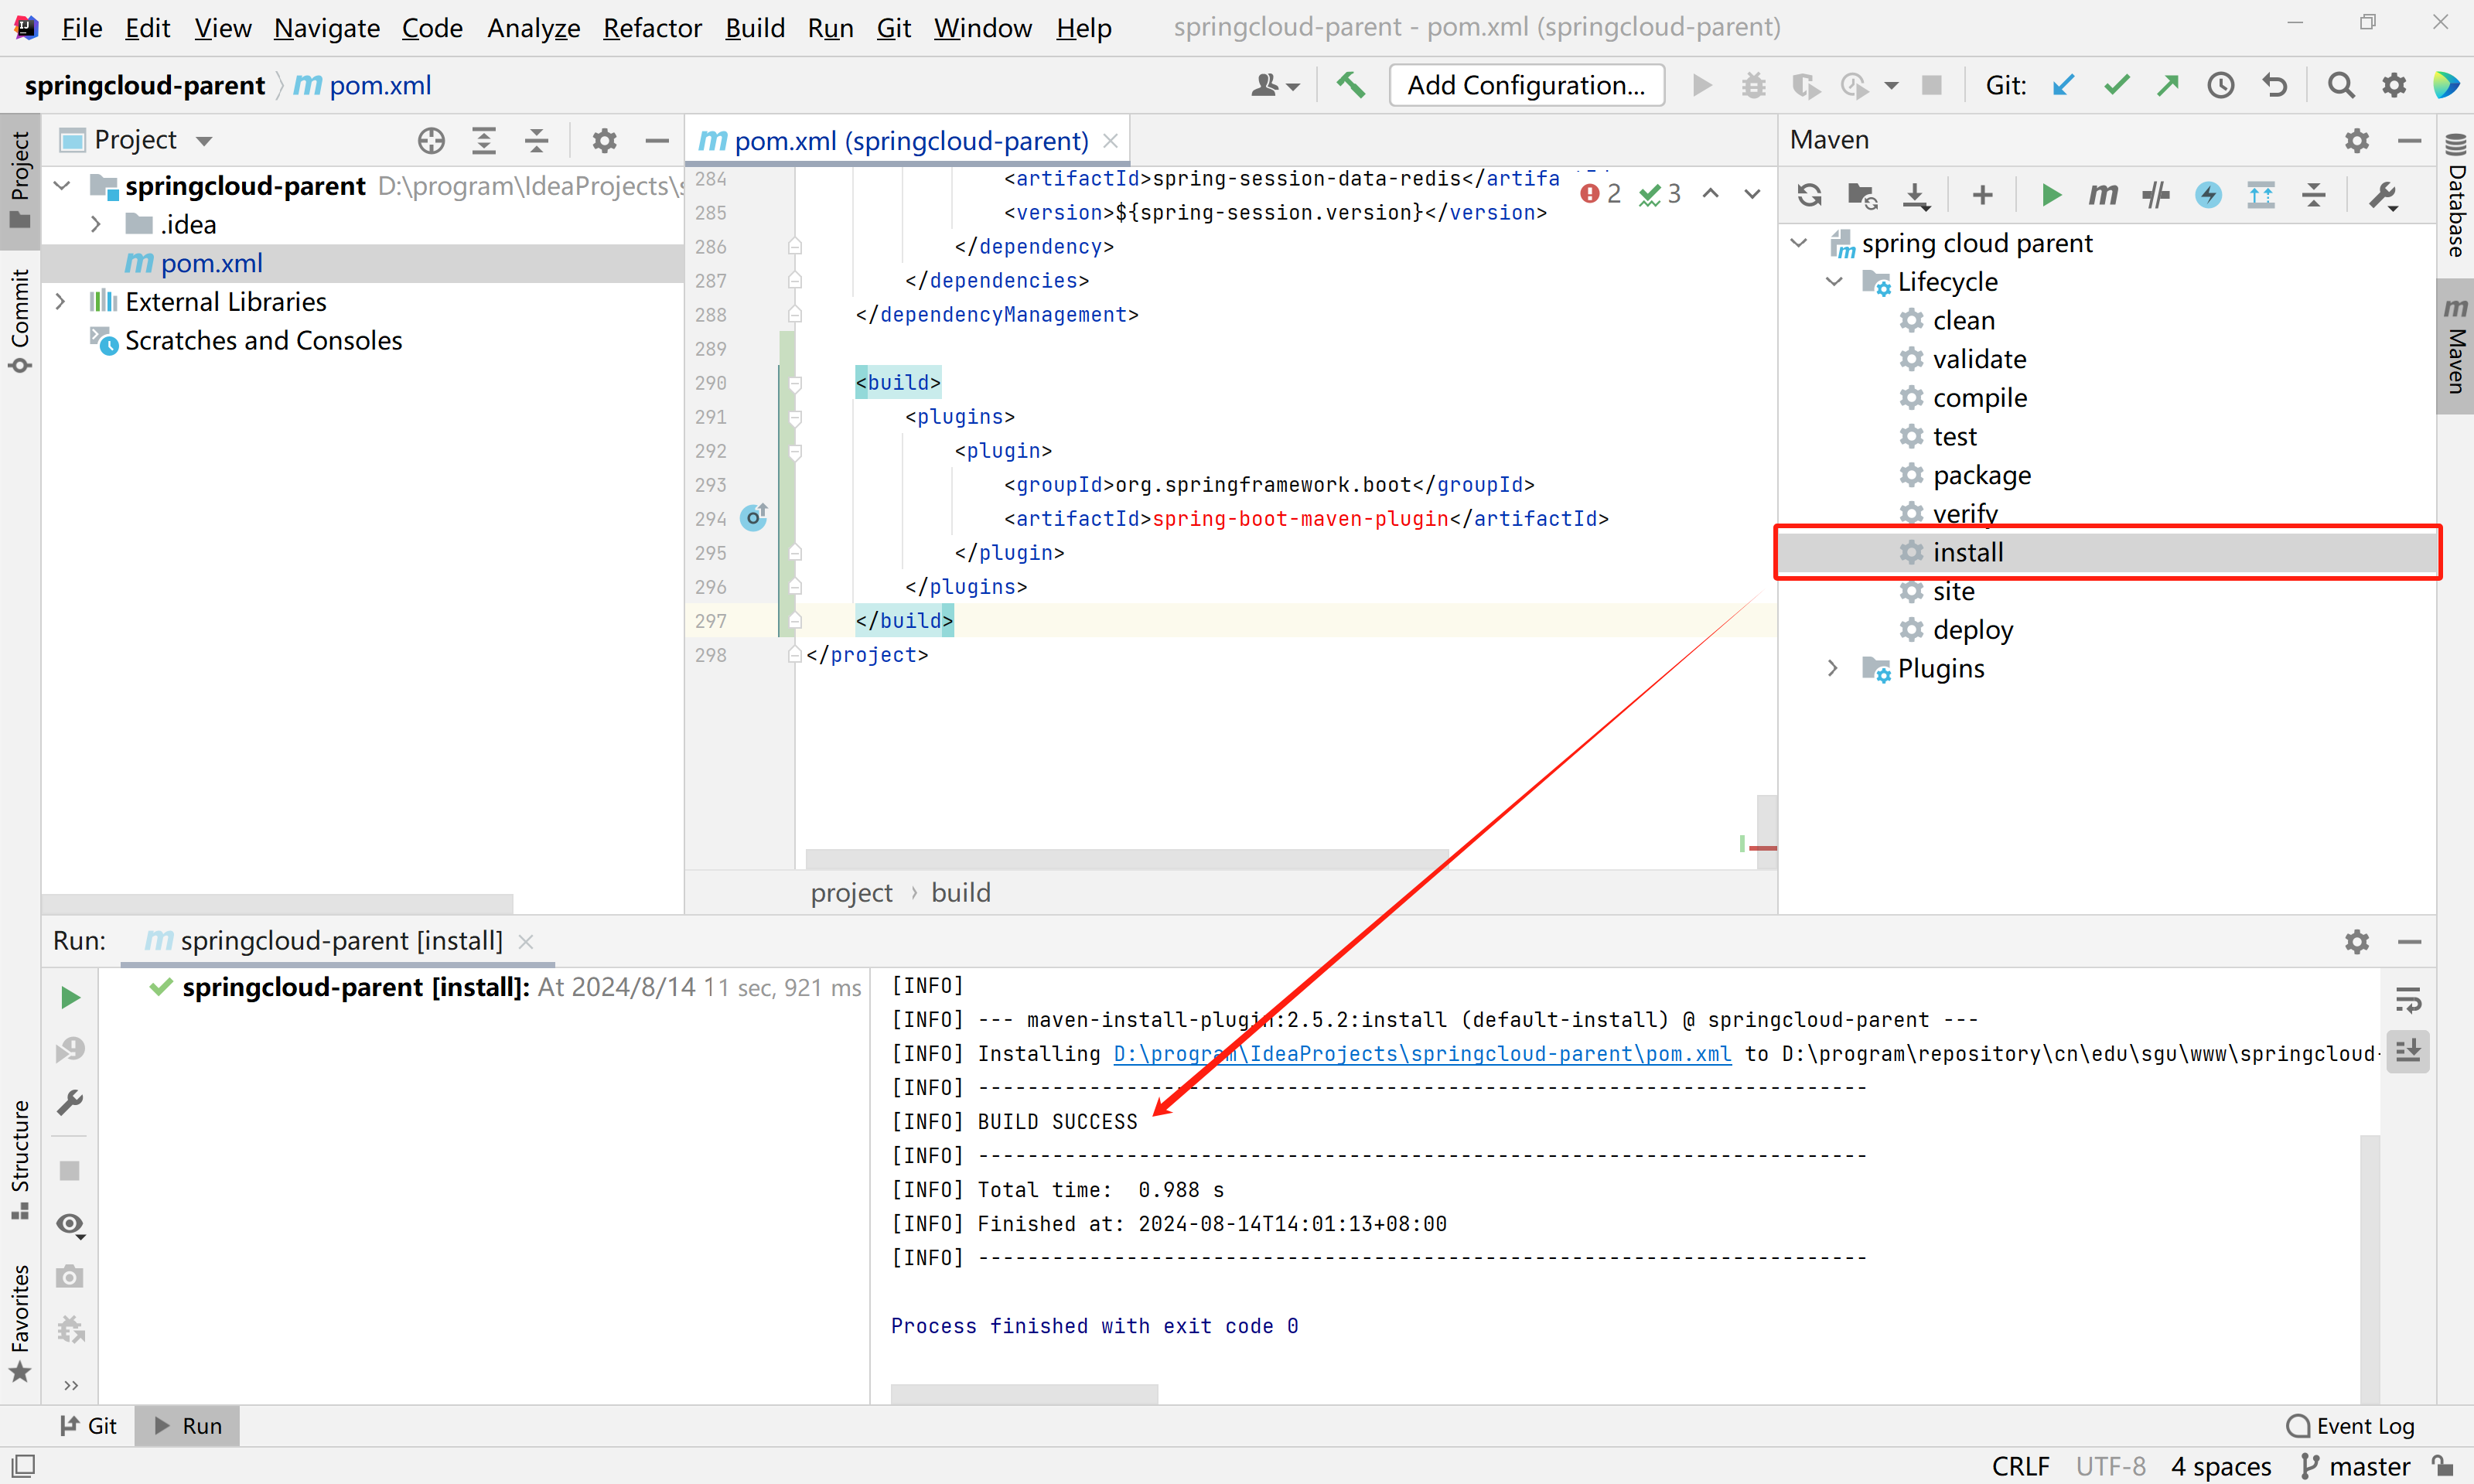 File Edit View Navigate Code Analyze Refactor Build Run Git Window Help springcloud-parent - pom.xml (springcloud-parent)
springcloud-parent m pom.xml Add Configuration... Git:
Project
pom.xml (springcloud-parent)
Maven
Project
Commit
Structure
Favorites
springcloud-parent D:\program\IdeaProjects\
.idea
pom.xml
External Libraries
Scratches and Consoles
2 3
284 <artifactId>spring-session-data-redis</artifa
285 <version>${spring-session.version}</version>
286 </dependency>
287 </dependencies>
288 </dependencyManagement>
289
290 <build>
291 <plugins>
292 <plugin>
293 <groupId>org.springframework.boot</groupId>
294 <artifactId>spring-boot-maven-plugin</artifactId>
295 </plugin>
296 </plugins>
297 </build>
298 </project>
project › build
spring cloud parent
Lifecycle
clean
validate
compile
test
package
verify
install
site
deploy
Plugins
Database
Maven
Run: springcloud-parent [install]
springcloud-parent [install]: At 2024/8/14 11 sec, 921 ms
[INFO]
[INFO] --- maven-install-plugin:2.5.2:install (default-install) @ springcloud-parent ---
[INFO] Installing D:\program\IdeaProjects\springcloud-parent\pom.xml to D:\program\repository\cn\edu\sgu\www\springcloud-
[INFO] ------------------------------------------------------------------------
[INFO] BUILD SUCCESS
[INFO] ------------------------------------------------------------------------
[INFO] Total time:  0.988 s
[INFO] Finished at: 2024-08-14T14:01:13+08:00
[INFO] ------------------------------------------------------------------------
Process finished with exit code 0
Git Run Event Log
CRLF UTF-8 4 spaces master